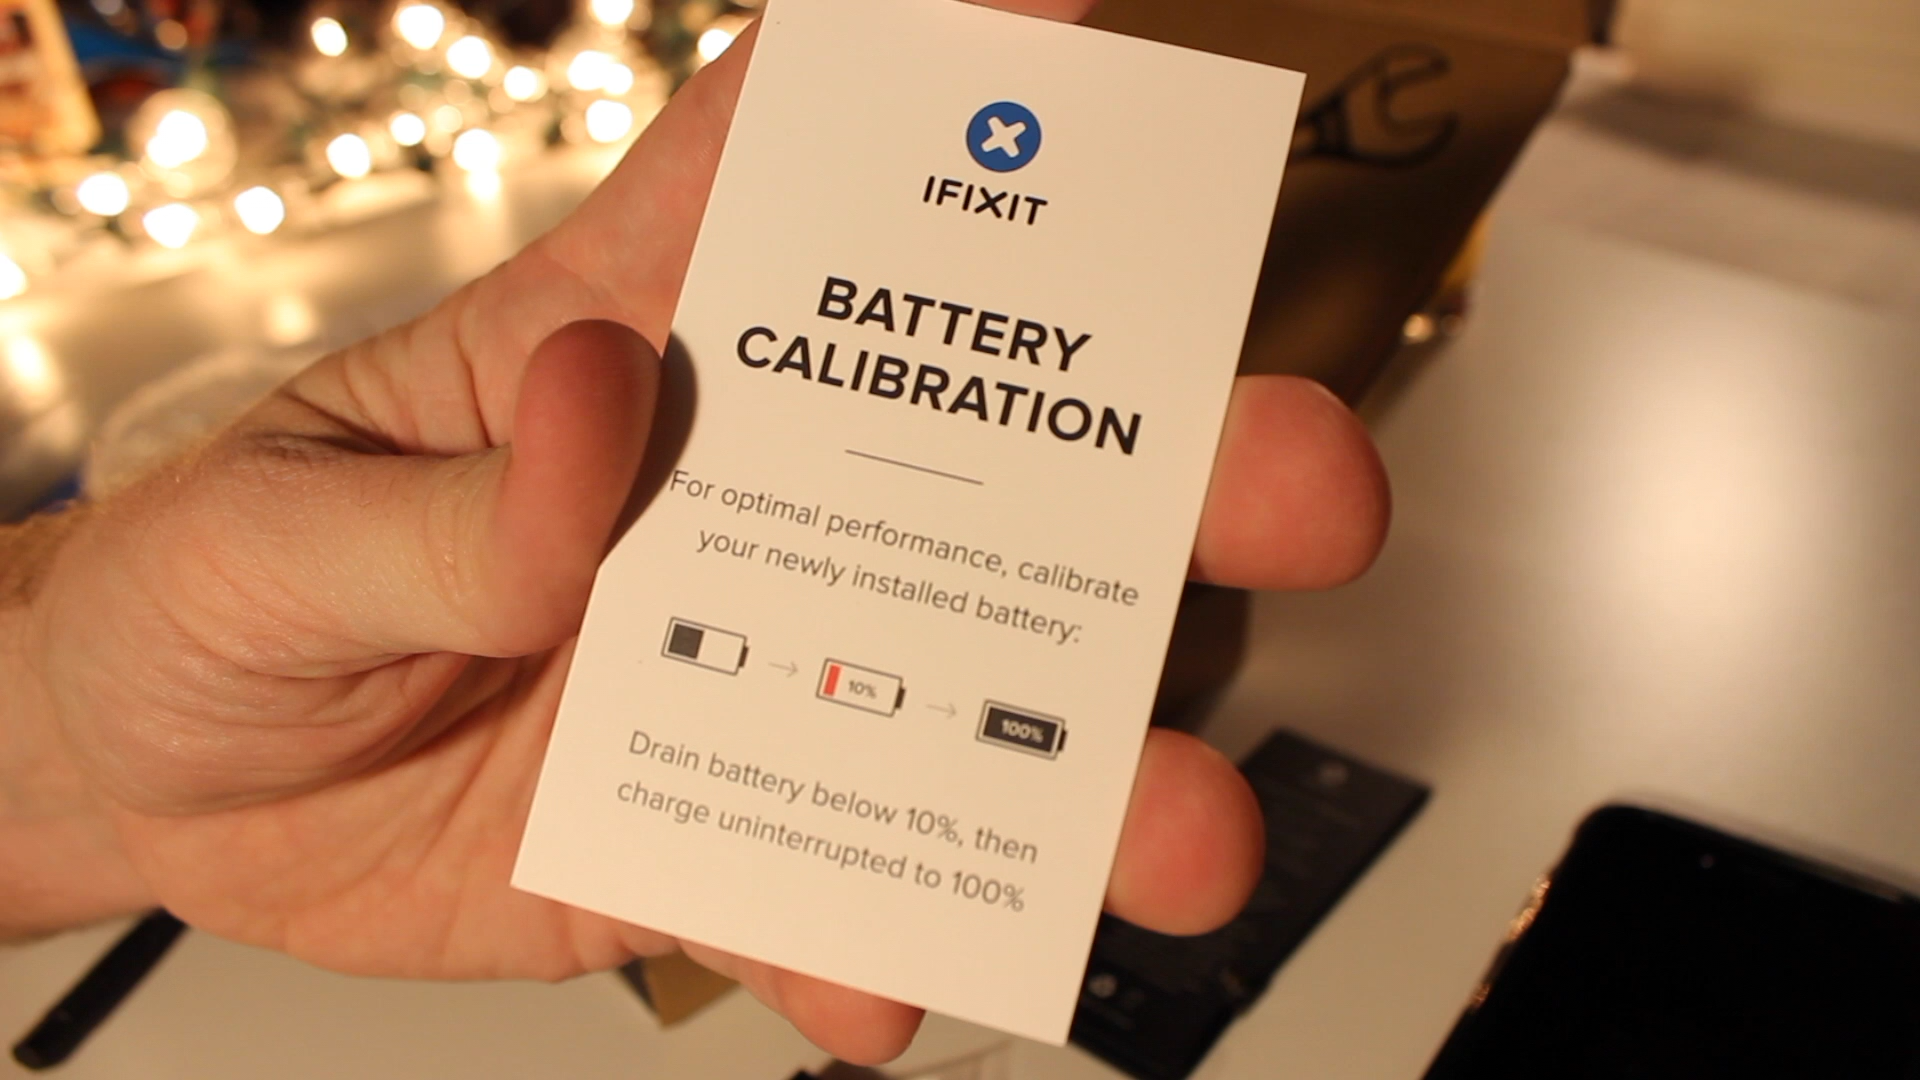 IFIXIT
BATTERY
CALIBRATION
For optimal performance, calibrate
your newly installed battery:
10%
100%
Drain battery below 10%, then
charge uninterrupted to 100%